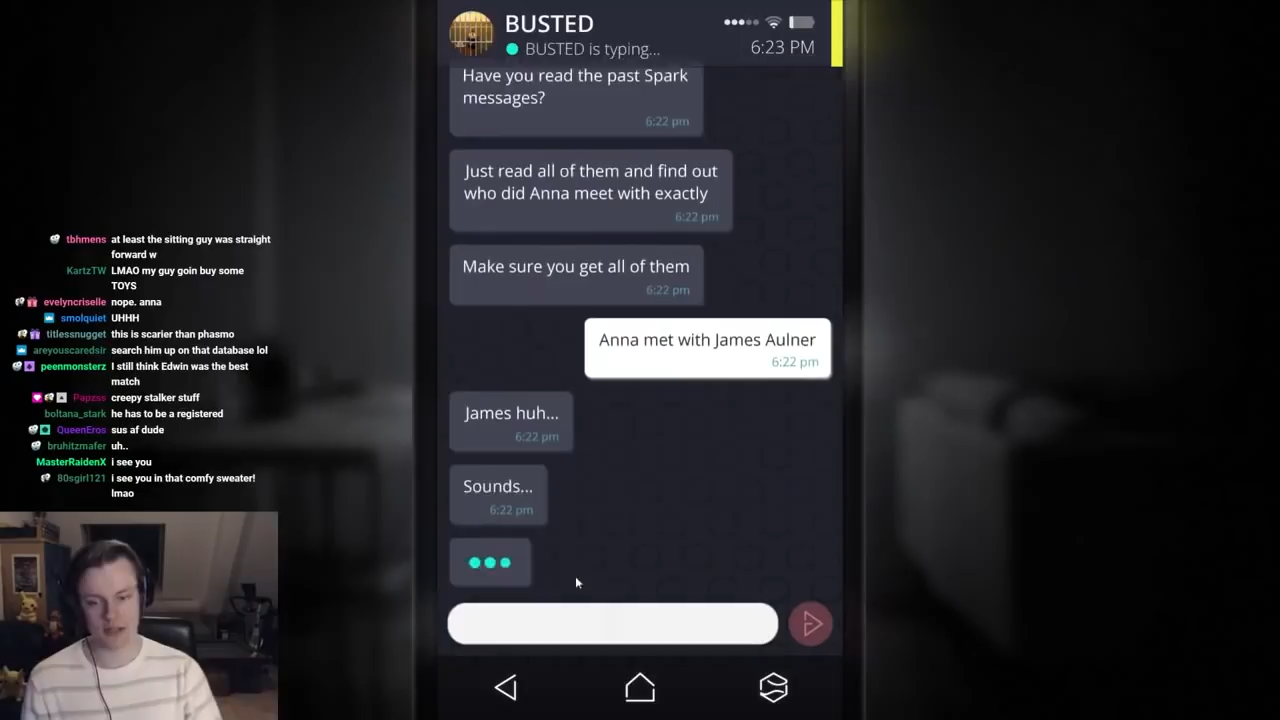 BUSTED
BUSTED is typing...
6:23 PM
Have you read the past Spark
messages?
6:22 pm
Just read all of them and find out
who did Anna meet with exactly
6:22 pm
Make sure you get all of them
6:22 pm
Anna met with James Aulner
6:22 pm
James huh...
6:22 pm
Sounds...
6:22 pm
tbhmens at least the sitting guy was straight
forward w
KartzTW LMAO my guy goin buy some
TOYS
evelyncriselle nope. anna
smolquiet UHHH
titlessnugget this is scarier than phasmo
areyouscaredsir search him up on that database lol
peenmonsterz I still think Edwin was the best
match
Papzss creepy stalker stuff
boltana_stark he has to be a registered
QueenEros sus af dude
bruhitzmafer uh..
MasterRaidenX i see you
80sgirl121 i see you in that comfy sweater!
lmao